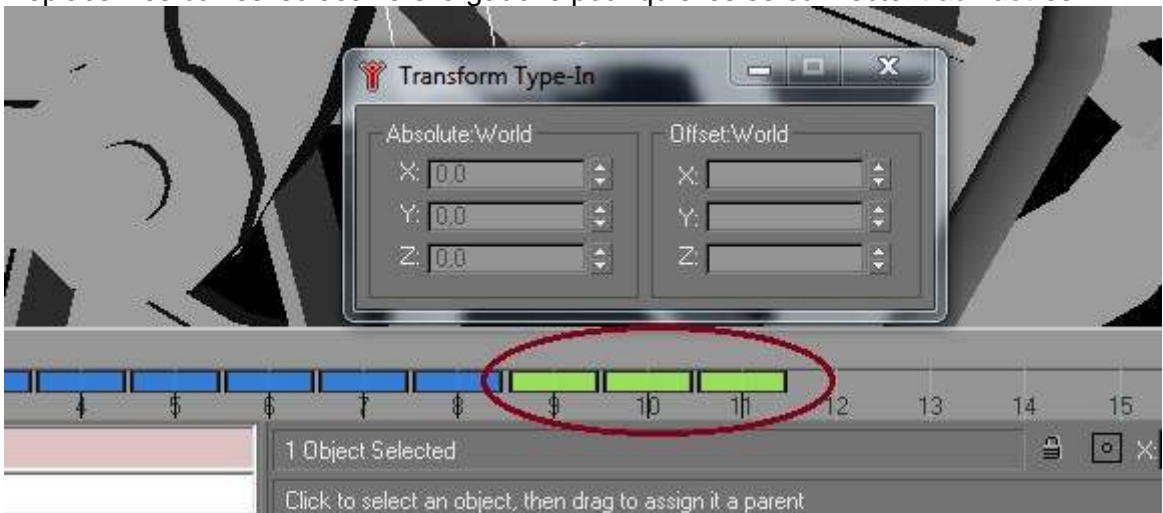 Transform Type-In
Absolute:World
X: 0,0
Y: 0,0
Z: 0,0
Offset:World
X:
Y:
Z:
4 5 6 7 8 9 10 11 12 13 14 15
1 Object Selected
X:
Click to select an object, then drag to assign it a parent